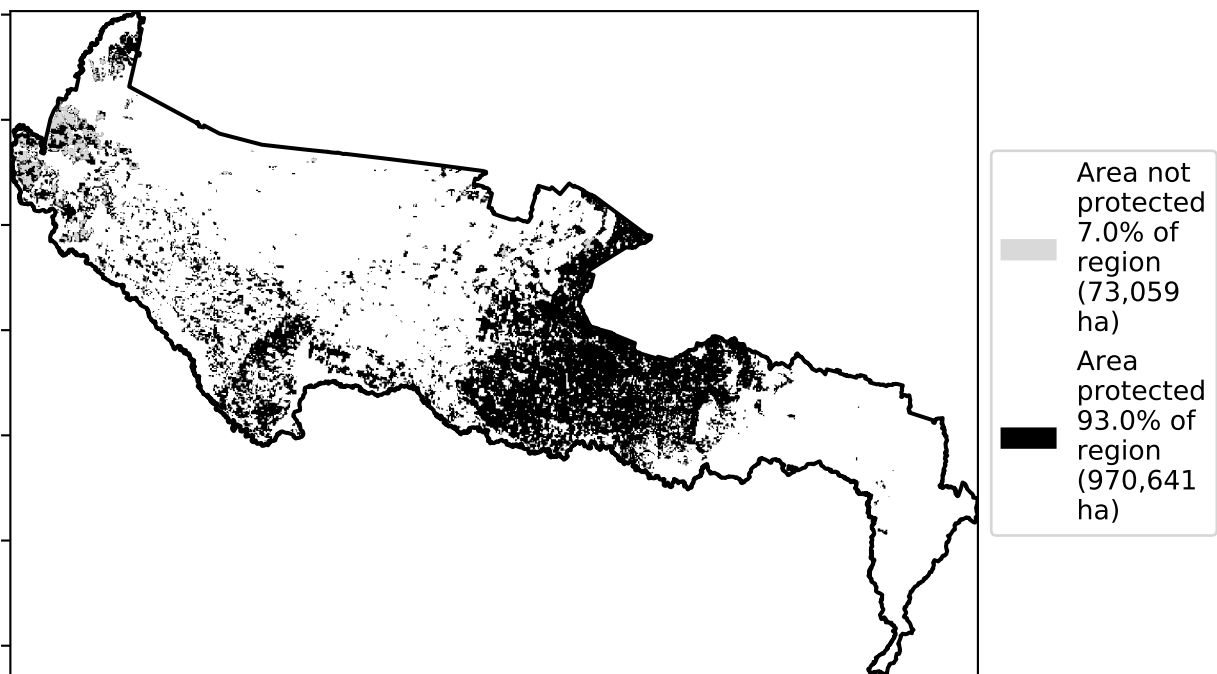 Area not
protected
7.0% of
region
(73,059
ha)
Area
protected
93.0% of
region
(970,641
ha)